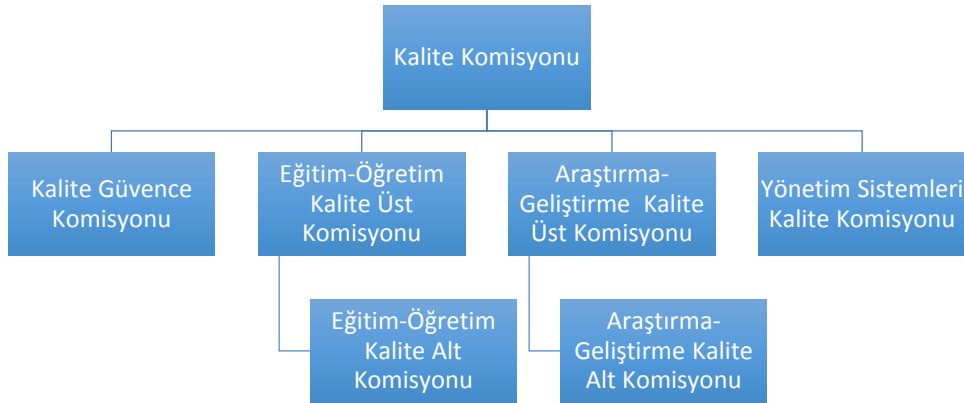 Kalite Komisyonu
Kalite Güvence
Komisyonu
Eğitim-Öğretim
Kalite Üst
Komisyonu
Araştırma-
Geliştirme Kalite
Üst Komisyonu
Yönetim Sistemleri
Kalite Komisyonu
Eğitim-Öğretim
Kalite Alt
Komisyonu
Araştırma-
Geliştirme Kalite
Alt Komisyonu